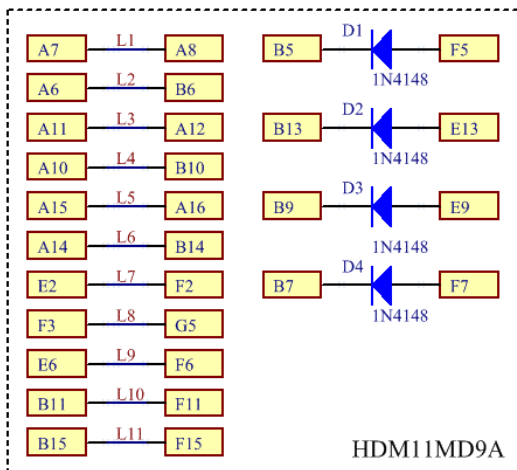 A7 L1 A8
A6 L2 B6
A11 L3 A12
A10 L4 B10
A15 L5 A16
A14 L6 B14
E2 L7 F2
F3 L8 G5
E6 L9 F6
B11 L10 F11
B15 L11 F15
D1
B5 F5
1N4148
D2
B13 E13
1N4148
D3
B9 E9
1N4148
D4
B7 F7
1N4148
HDM11MD9A